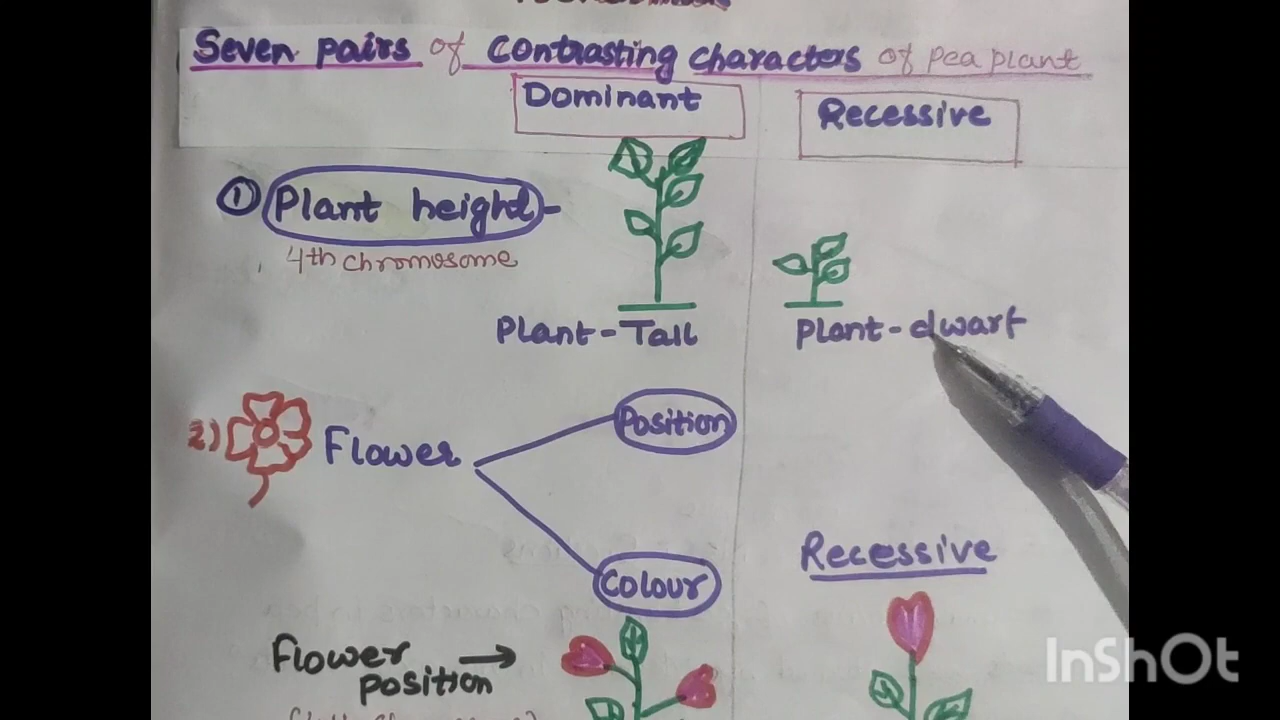 Seven pairs of contrasting characters of pea plant
Dominant
Recessive
① Plant height-
4th chromosome
Plant-Tall
Plant-dwarf
2) Flower
Position
Colour
Recessive
Flower position →
InShOt